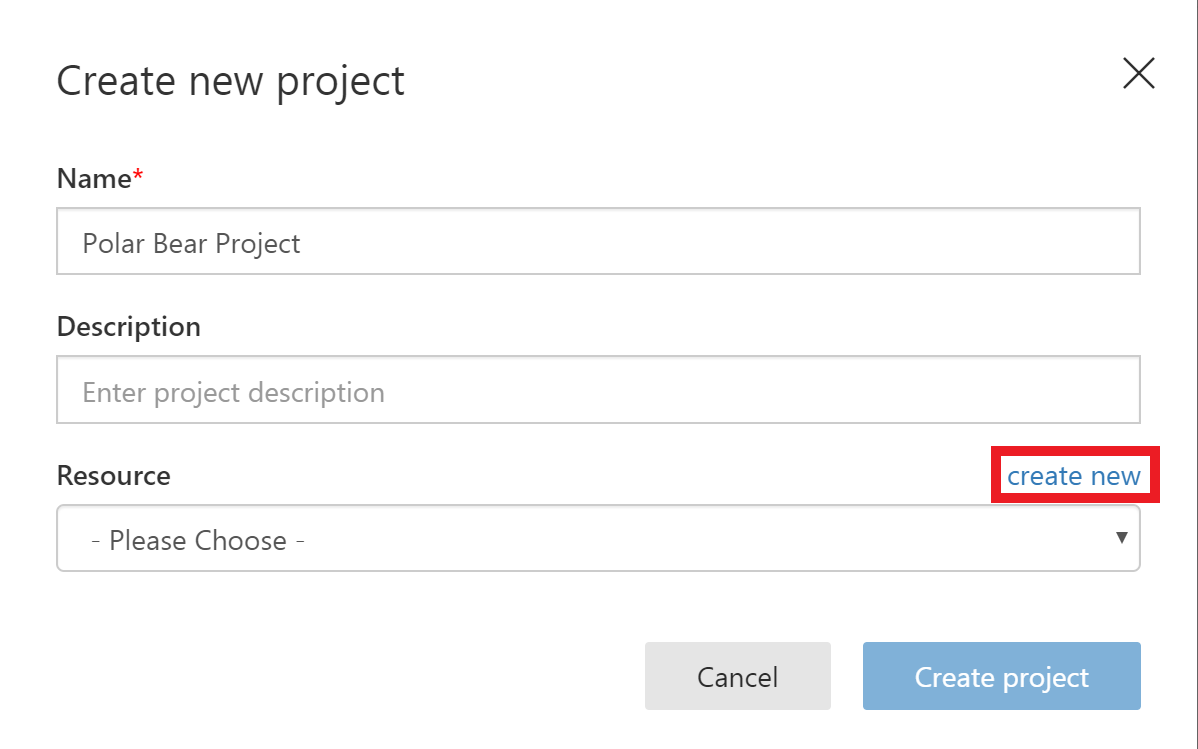 Create new project
Name*
Polar Bear Project
Description
Enter project description
Resource create new
- Please Choose -
Cancel Create project